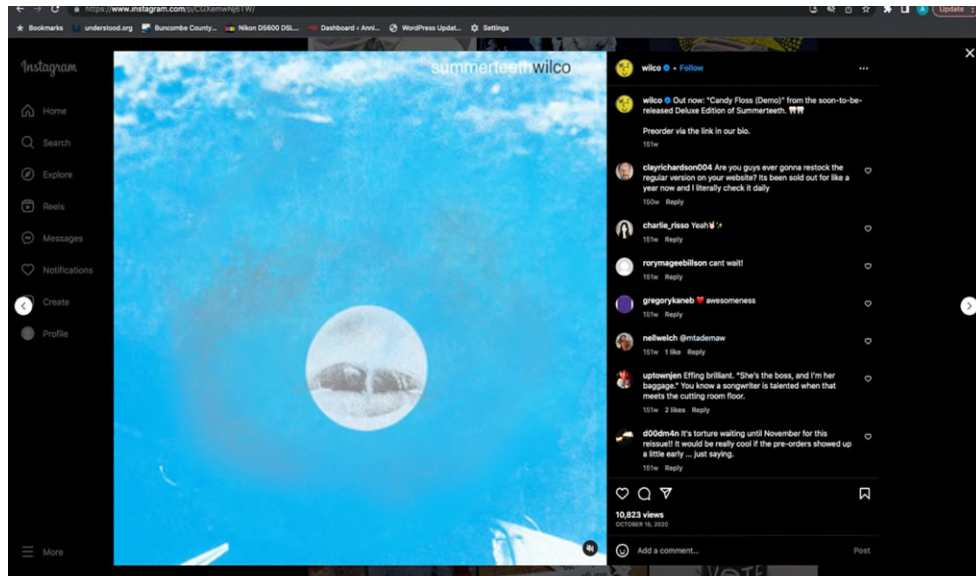 https://www.instagram.com/p/CGXemwNj5TW/
Update
Bookmarks
understood.org
Buncombe County...
Nikon D5600 DSL...
Dashboard ‹ Anni...
WordPress Updat...
Settings
Instagram
Home
Search
Explore
Reels
Messages
Notifications
Create
Profile
More
summerteethwilco
wilco • Follow
wilco Out now: "Candy Floss (Demo)" from the soon-to-be-
released Deluxe Edition of Summerteeth. 🦷🦷
Preorder via the link in our bio.
151w
clayrichardson004 Are you guys ever gonna restock the
regular version on your website? Its been sold out for like a
year now and I literally check it daily
150w Reply
charlie_risso Yeah🤘✨
151w Reply
rorymageebillson cant wait!
151w Reply
gregorykaneb ❤️ awesomeness
151w Reply
nellwelch @mtademaw
151w 1 like Reply
uptownjen Effing brilliant. "She's the boss, and I'm her
baggage." You know a songwriter is talented when that
meets the cutting room floor.
151w 2 likes Reply
d00dm4n It's torture waiting until November for this
reissue!! It would be really cool if the pre-orders showed up
a little early ... just saying.
151w Reply
10,823 views
OCTOBER 15, 2020
Add a comment...
Post
VOTE